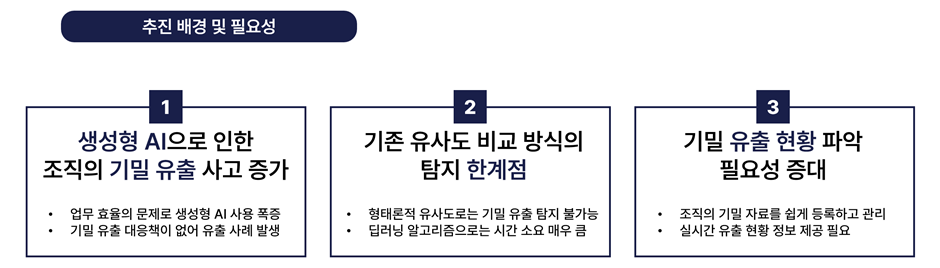 추진 배경 및 필요성
1
생성형 AI으로 인한
조직의 기밀 유출 사고 증가
• 업무 효율의 문제로 생성형 AI 사용 폭증
• 기밀 유출 대응책이 없어 유출 사례 발생
2
기존 유사도 비교 방식의
탐지 한계점
• 형태론적 유사도로는 기밀 유출 탐지 불가능
• 딥러닝 알고리즘으로는 시간 소요 매우 큼
3
기밀 유출 현황 파악
필요성 증대
• 조직의 기밀 자료를 쉽게 등록하고 관리
• 실시간 유출 현황 정보 제공 필요